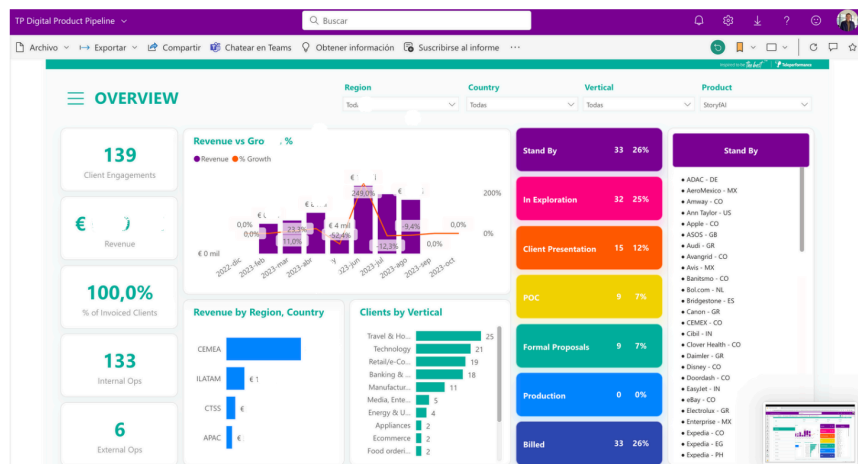 TP Digital Product Pipeline
Buscar
Archivo Exportar Compartir Chatear en Teams Obtener información Suscribirse al informe ...
Teleperformance
OVERVIEW
Region
Country
Vertical
Product
Todas
Todas
StoryfAI
139
Client Engagements
€
Revenue
100,0%
% of Invoiced Clients
133
Internal Ops
6
External Ops
Revenue vs Gro %
Revenue % Growth
249,0%
200%
0,0%
0,0%
23,3%
11,0%
€ 4 mil
-52,4%
-12,3%
-9,4%
0,0%
0,0%
0%
€ 0 mil
2022-dic
2023-feb
2023-mar
2023-abr
023-jun
2023-jul
2023-ago
2023-sep
2023-oct
Revenue by Region, Country
CEMEA
ILATAM € 1
CTSS €
APAC €
Clients by Vertical
Travel & Ho... 25
Technology 21
Retail/e-Co... 19
Banking & ... 18
Manufactur... 11
Media, Ente... 5
Energy & U... 4
Appliances 2
Ecommerce 2
Food orderi... 2
Stand By 33 26%
In Exploration 32 25%
Client Presentation 15 12%
POC 9 7%
Formal Proposals 9 7%
Production 0 0%
Billed 33 26%
Stand By
ADAC - DE
AeroMexico - MX
Amway - CO
Ann Taylor - US
Apple - CO
ASOS - GB
Audi - GR
Avangrid - CO
Avis - MX
Banitsmo - CO
Bol.com - NL
Bridgestone - ES
Canon - GR
CEMEX - CO
Cibil - IN
Clover Health - CO
Daimler - GR
Disney - CO
Doordash - CO
EasyJet - IN
eBay - CO
Electrolux - GR
Enterprise - MX
Expedia - CO
Expedia - EG
Expedia - PH